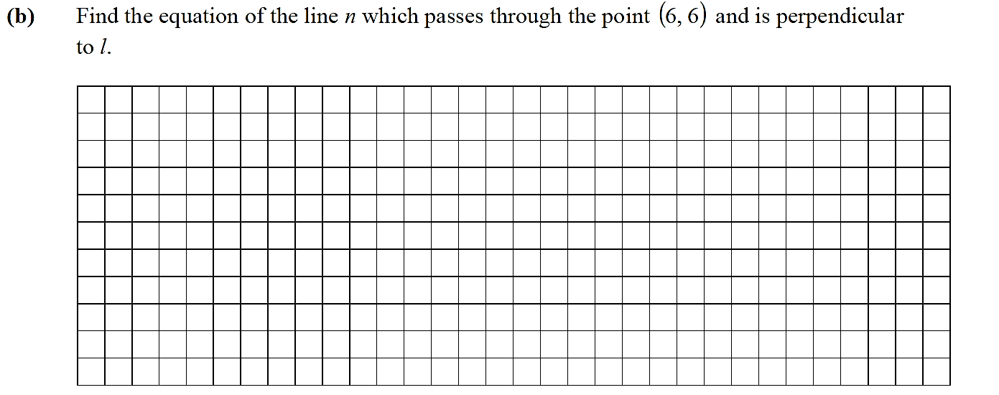 (b) Find the equation of the line n which passes through the point (6, 6) and is perpendicular
to l.